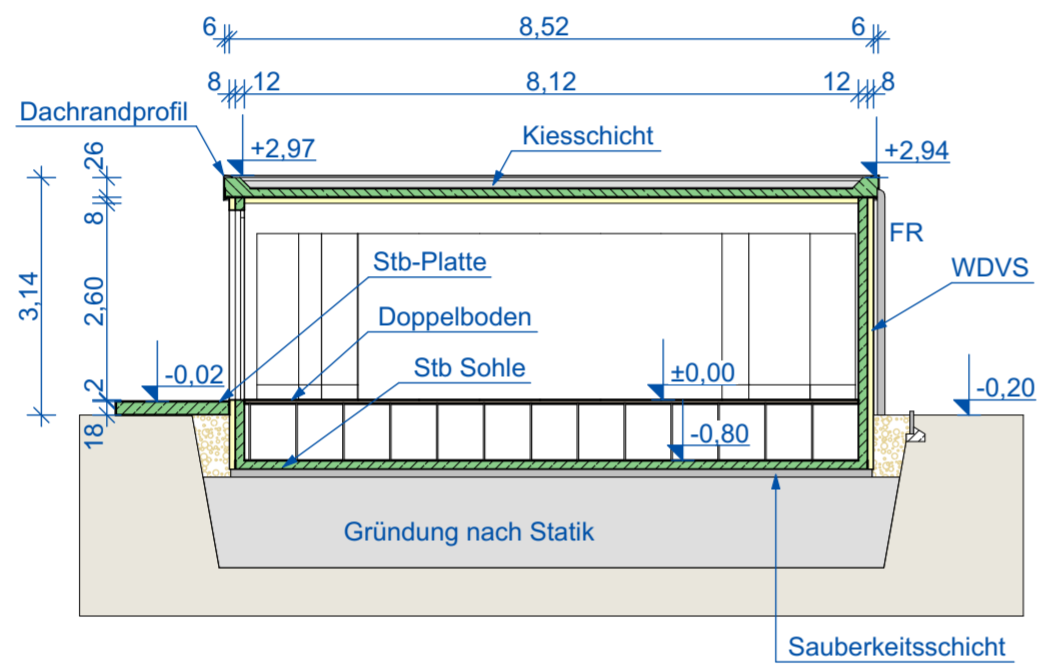 6 8,52 6
8 12 8,12 12 8
Dachrandprofil
Kiesschicht
+2,97
+2,94
26
8
3,14
2,60
2
18
FR
Stb-Platte
WDVS
Doppelboden
Stb Sohle
-0,02
±0,00
-0,20
-0,80
Gründung nach Statik
Sauberkeitsschicht